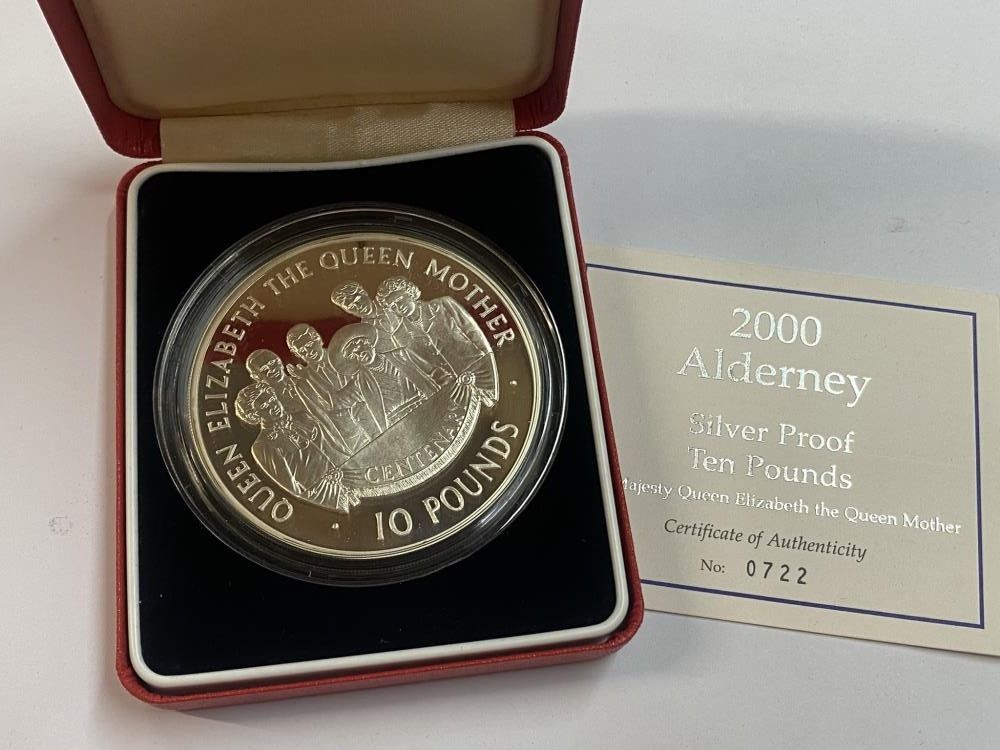 QUEEN ELIZABETH THE QUEEN MOTHER
CENTENARY
· 10 POUNDS ·
2000
Alderney
Silver Proof
Ten Pounds
Majesty Queen Elizabeth the Queen Mother
Certificate of Authenticity
No: 0722